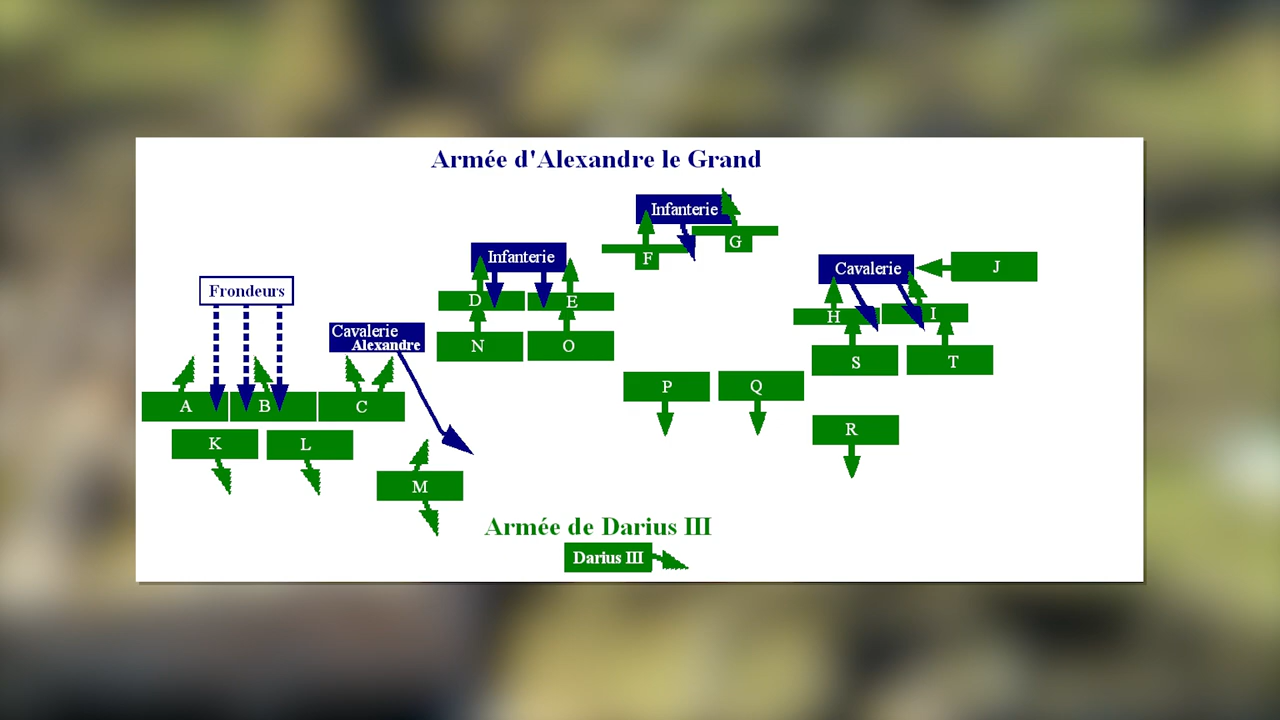 Armée d'Alexandre le Grand
Infanterie
G
F
Infanterie
Cavalerie
J
Frondeurs
D
E
H
I
Cavalerie
Alexandre
N
O
S
T
P
Q
A
B
C
R
K
L
M
Armée de Darius III
Darius III